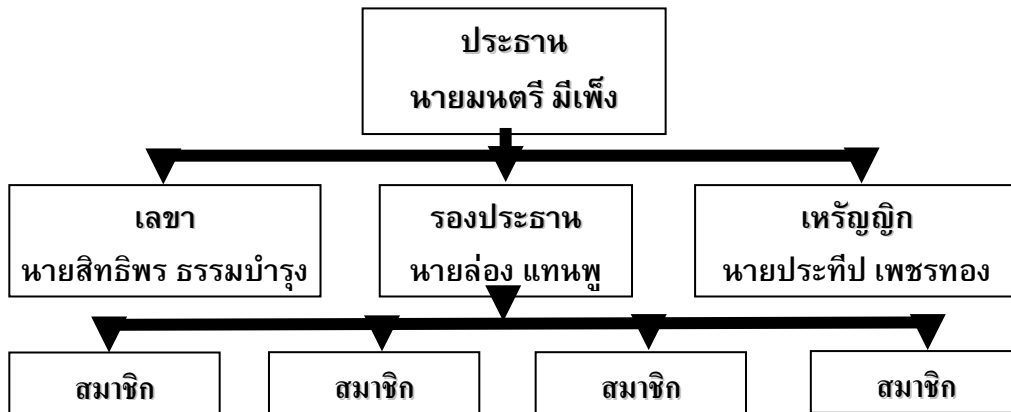 ประธาน
นายมนตรี มีเพ็ง
เลขา
นายสิทธิพร ธรรมบำรุง
รองประธาน
นายล่อง แทนพู
เหรัญญิก
นายประทีป เพชรทอง
สมาชิก
สมาชิก
สมาชิก
สมาชิก